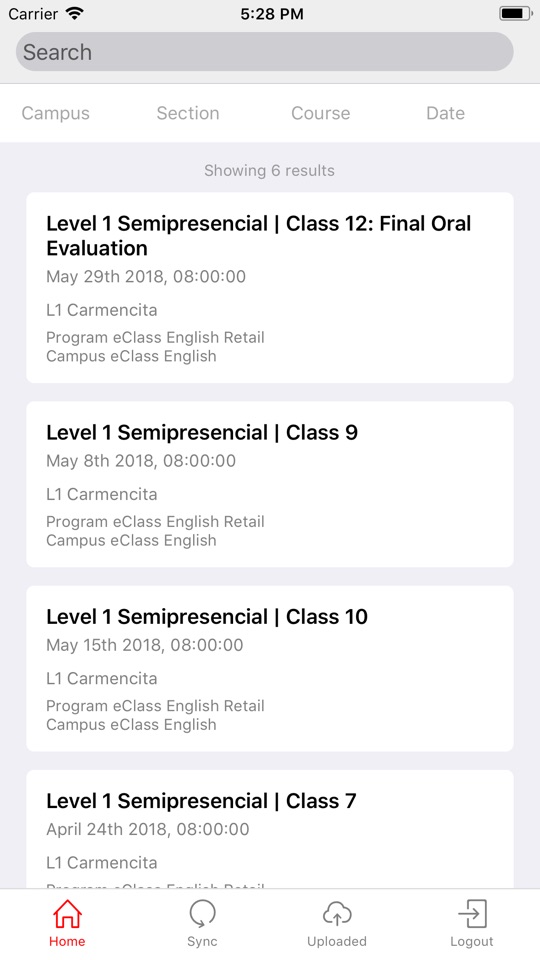 Carrier 5:28 PM
Search
Campus Section Course Date
Showing 6 results
Level 1 Semipresencial | Class 12: Final Oral
Evaluation
May 29th 2018, 08:00:00
L1 Carmencita
Program eClass English Retail
Campus eClass English
Level 1 Semipresencial | Class 9
May 8th 2018, 08:00:00
L1 Carmencita
Program eClass English Retail
Campus eClass English
Level 1 Semipresencial | Class 10
May 15th 2018, 08:00:00
L1 Carmencita
Program eClass English Retail
Campus eClass English
Level 1 Semipresencial | Class 7
April 24th 2018, 08:00:00
L1 Carmencita
Program eClass English Retail
Home Sync Uploaded Logout